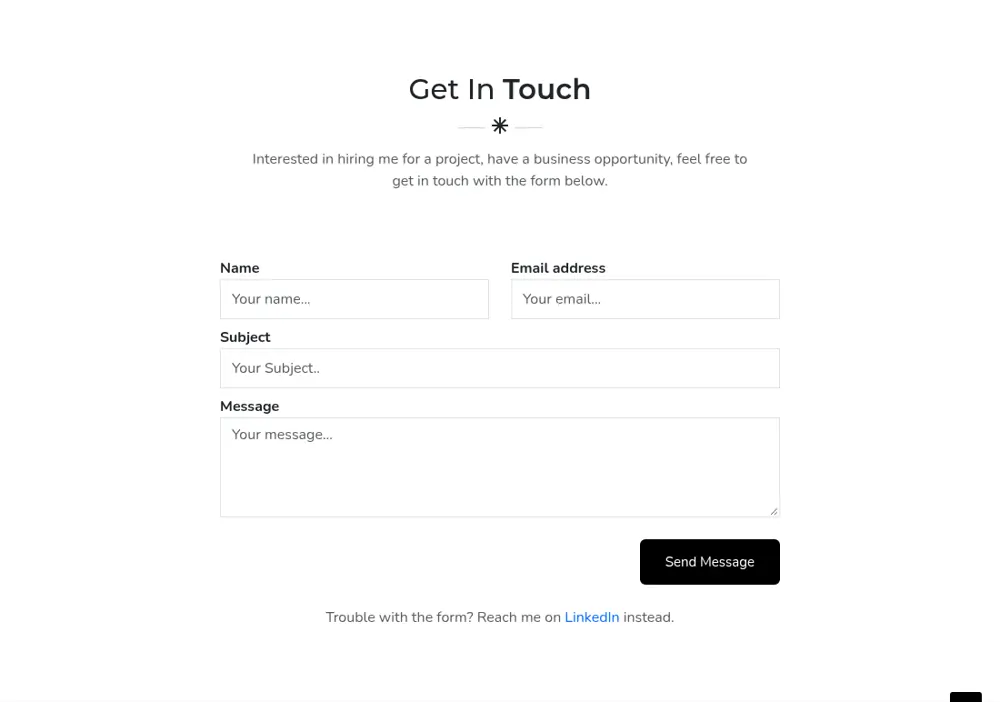 Get In Touch
Interested in hiring me for a project, have a business opportunity, feel free to
get in touch with the form below.
Name
Email address
Your name...
Your email...
Subject
Your Subject..
Message
Your message...
Send Message
Trouble with the form? Reach me on LinkedIn instead.